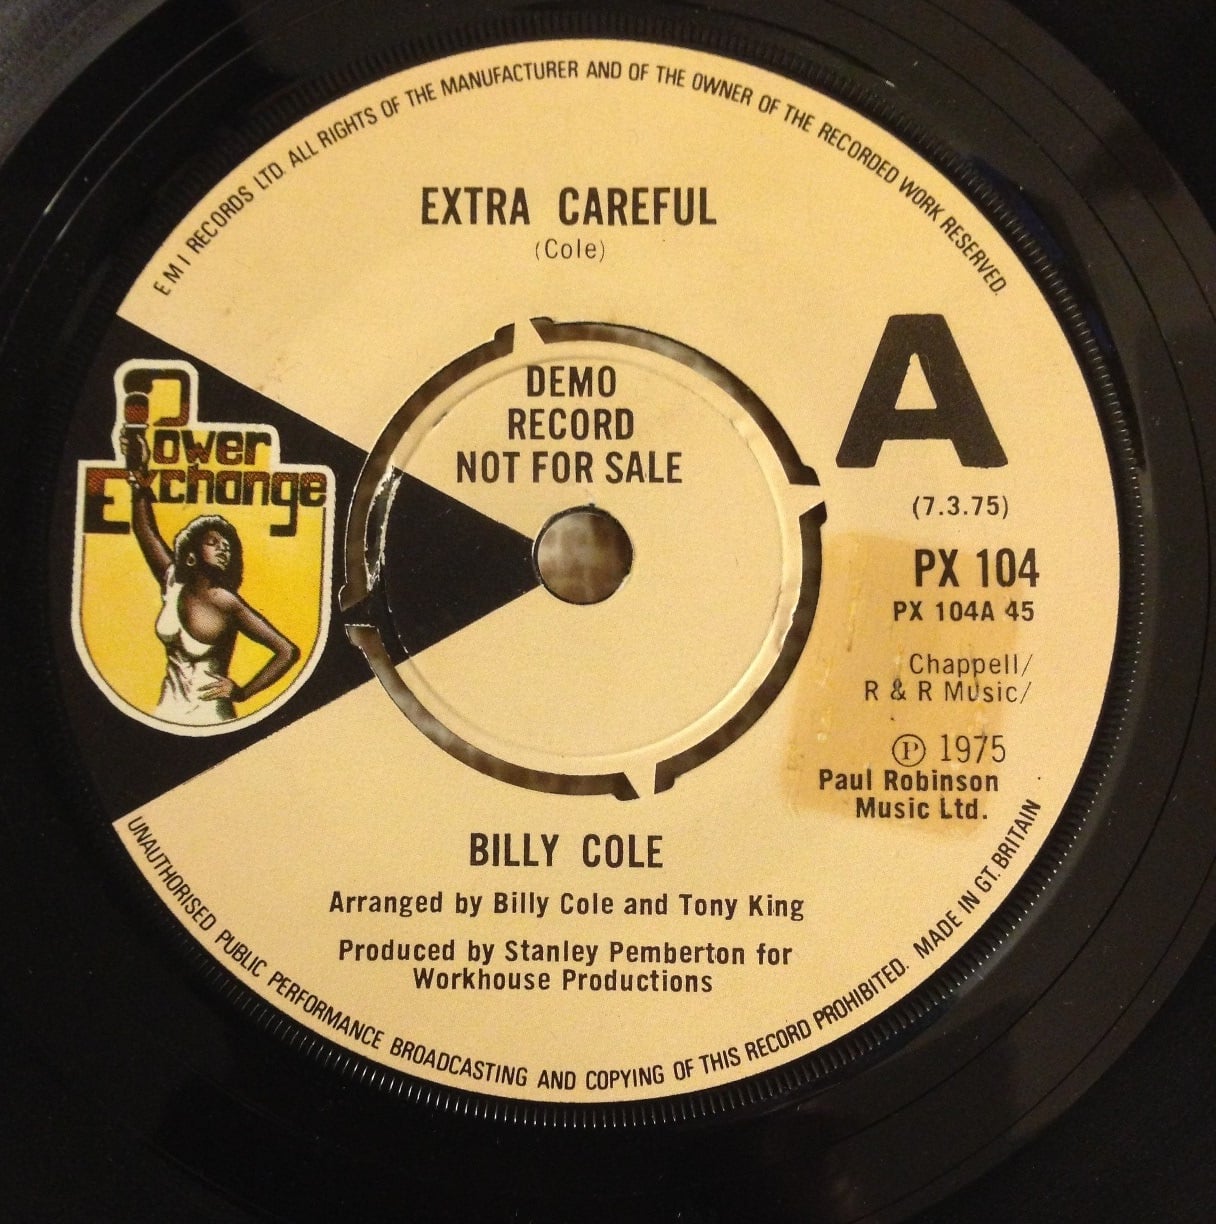 E M I RECORDS LTD. ALL RIGHTS OF THE MANUFACTURER AND OF THE OWNER OF THE RECORDED WORK RESERVED.
EXTRA CAREFUL
(Cole)
Power
Exchange
DEMO
RECORD
NOT FOR SALE
A
(7.3.75)
PX 104
PX 104A 45
Chappell/
R & R Music/
℗ 1975
Paul Robinson
Music Ltd.
BILLY COLE
Arranged by Billy Cole and Tony King
Produced by Stanley Pemberton for
Workhouse Productions
UNAUTHORISED PUBLIC PERFORMANCE BROADCASTING AND COPYING OF THIS RECORD PROHIBITED. MADE IN GT. BRITAIN